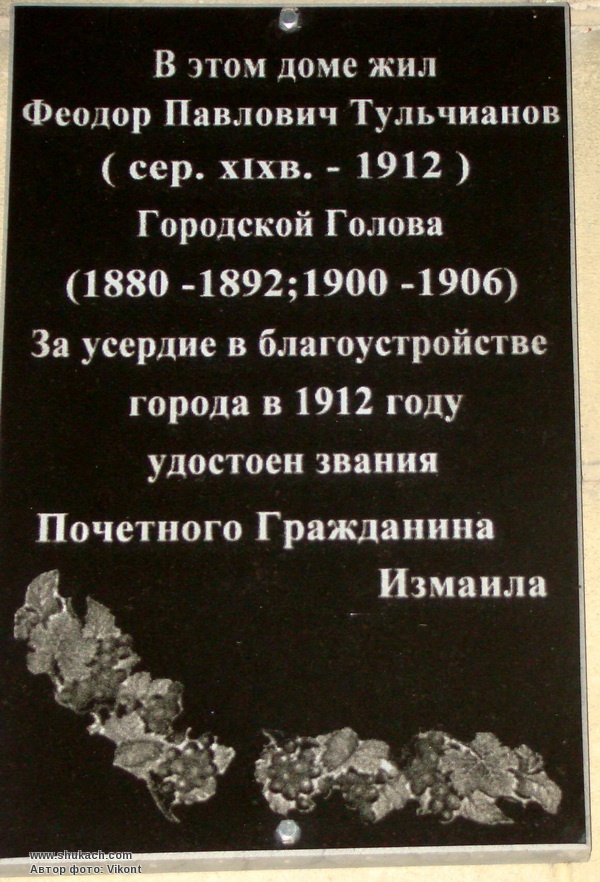 В этом доме жил
Феодор Павлович Тульчианов
( сер. XIXв. - 1912 )
Городской Голова
(1880 -1892;1900 -1906)
За усердие в благоустройстве
города в 1912 году
удостоен звания
Почетного Гражданина
Измаила
www.shukach.com
Автор фото: Vikont